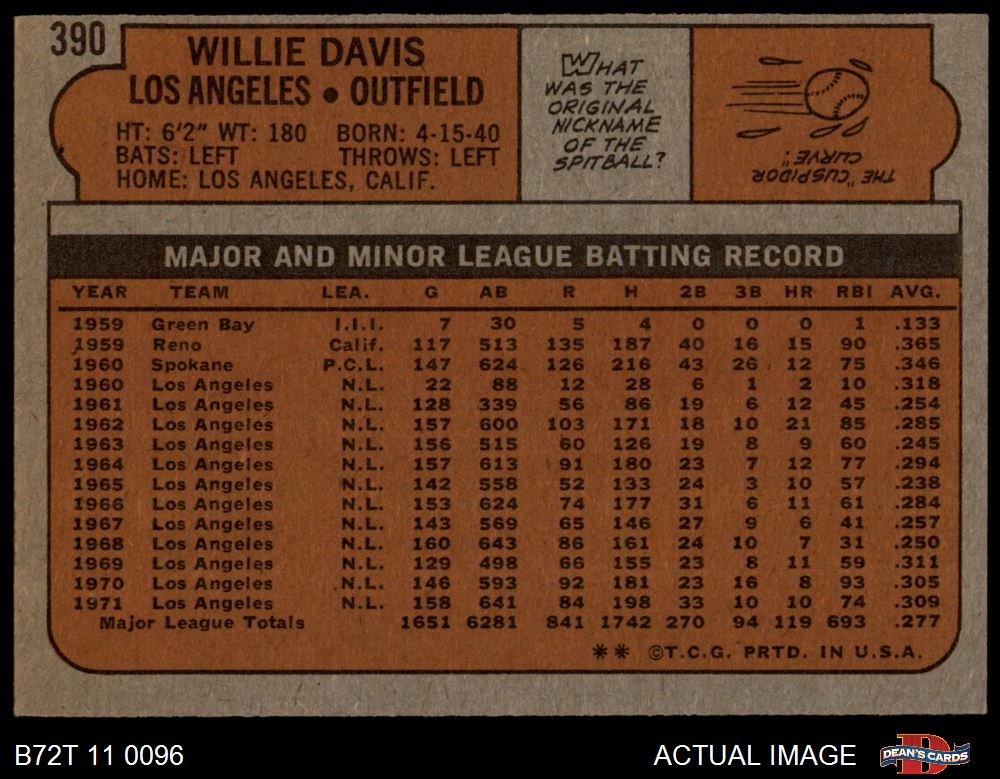 390
WILLIE DAVIS
LOS ANGELES • OUTFIELD
HT: 6'2" WT: 180 BORN: 4-15-40
BATS: LEFT THROWS: LEFT
HOME: LOS ANGELES, CALIF.
WHAT
WAS THE
ORIGINAL
NICKNAME
OF THE
SPITBALL?
THE "CUSPIDOR
CURVE".
MAJOR AND MINOR LEAGUE BATTING RECORD
YEAR TEAM LEA. G AB R H 2B 3B HR RBI AVG.
1959 Green Bay I.I.I. 7 30 5 4 0 0 0 1 .133
1959 Reno Calif. 117 513 135 187 40 16 15 90 .365
1960 Spokane P.C.L. 147 624 126 216 43 26 12 75 .346
1960 Los Angeles N.L. 22 88 12 28 6 1 2 10 .318
1961 Los Angeles N.L. 128 339 56 86 19 6 12 45 .254
1962 Los Angeles N.L. 157 600 103 171 18 10 21 85 .285
1963 Los Angeles N.L. 156 515 60 126 19 8 9 60 .245
1964 Los Angeles N.L. 157 613 91 180 23 7 12 77 .294
1965 Los Angeles N.L. 142 558 52 133 24 3 10 57 .238
1966 Los Angeles N.L. 153 624 74 177 31 6 11 61 .284
1967 Los Angeles N.L. 143 569 65 146 27 9 6 41 .257
1968 Los Angeles N.L. 160 643 86 161 24 10 7 31 .250
1969 Los Angeles N.L. 129 498 66 155 23 8 11 59 .311
1970 Los Angeles N.L. 146 593 92 181 23 16 8 93 .305
1971 Los Angeles N.L. 158 641 84 198 33 10 10 74 .309
Major League Totals 1651 6281 841 1742 270 94 119 693 .277
** ©T.C.G. PRTD. IN U.S.A.
B72T 11 0096 ACTUAL IMAGE DEAN'S CARDS